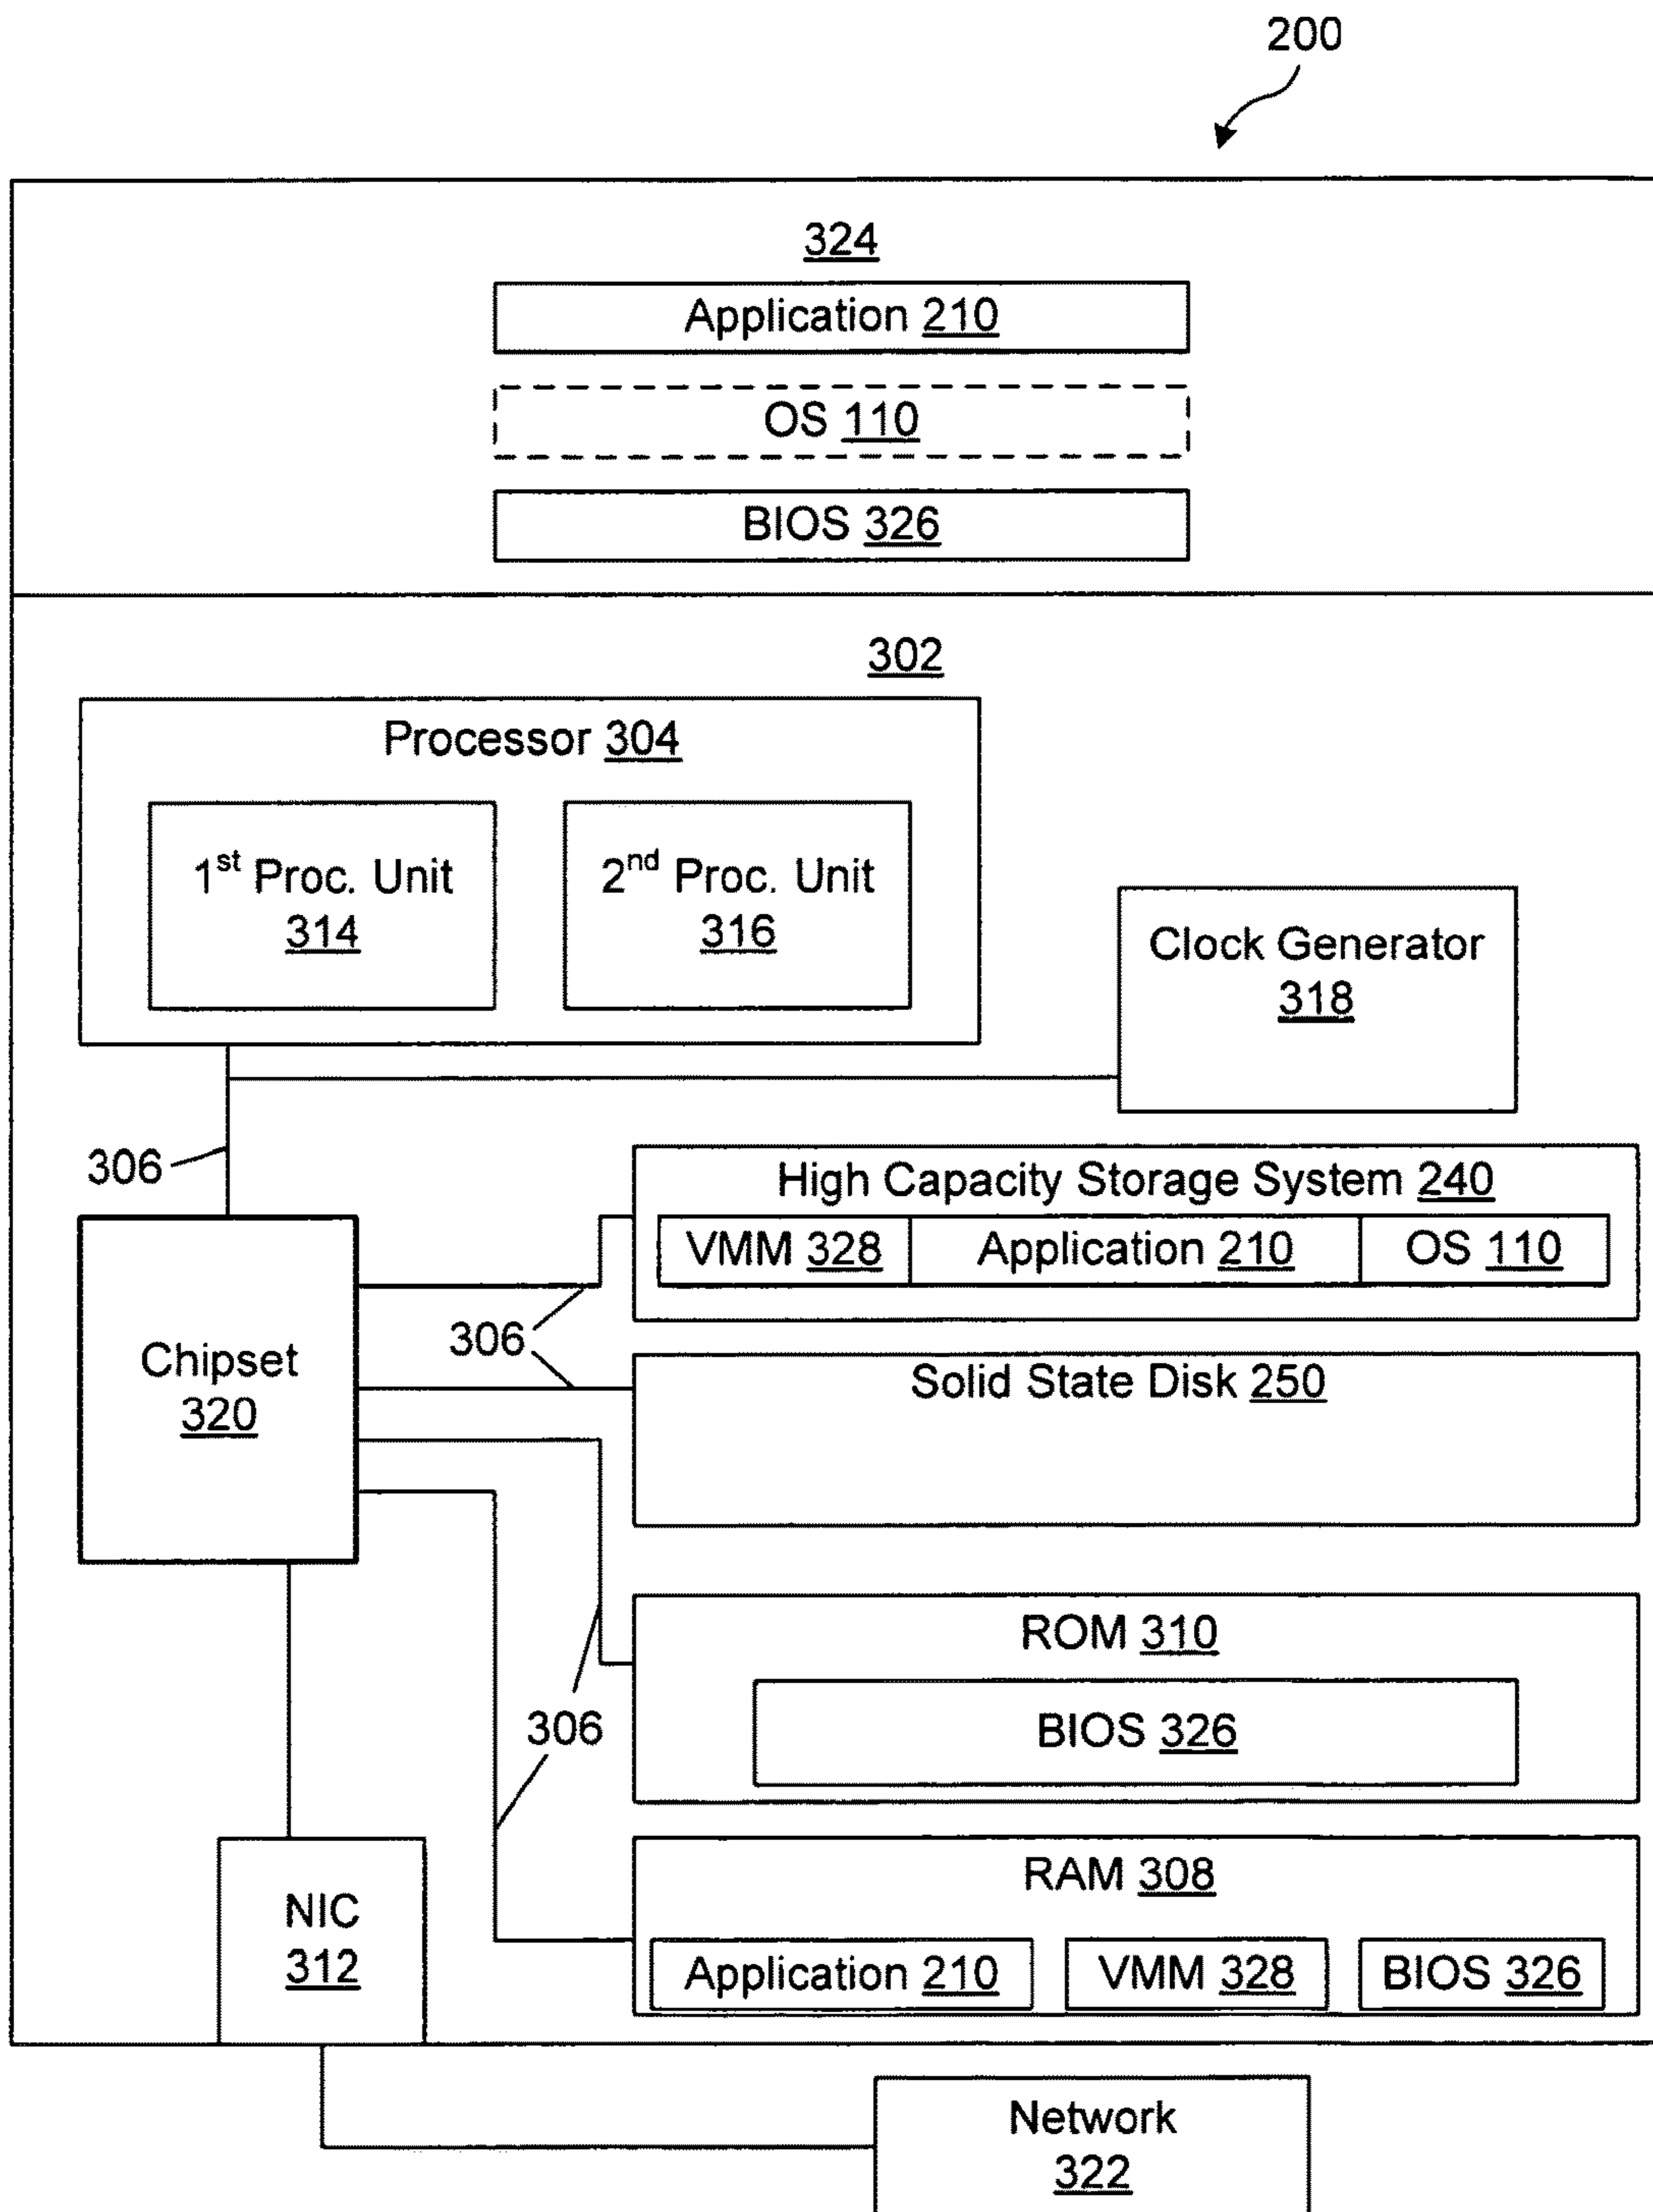 200
324
Application 210
OS 110
BIOS 326
302
Processor 304
1st Proc. Unit
314
2nd Proc. Unit
316
Clock Generator
318
306
High Capacity Storage System 240
VMM 328
Application 210
OS 110
306
Chipset
320
Solid State Disk 250
ROM 310
BIOS 326
306
RAM 308
Application 210
VMM 328
BIOS 326
NIC
312
Network
322